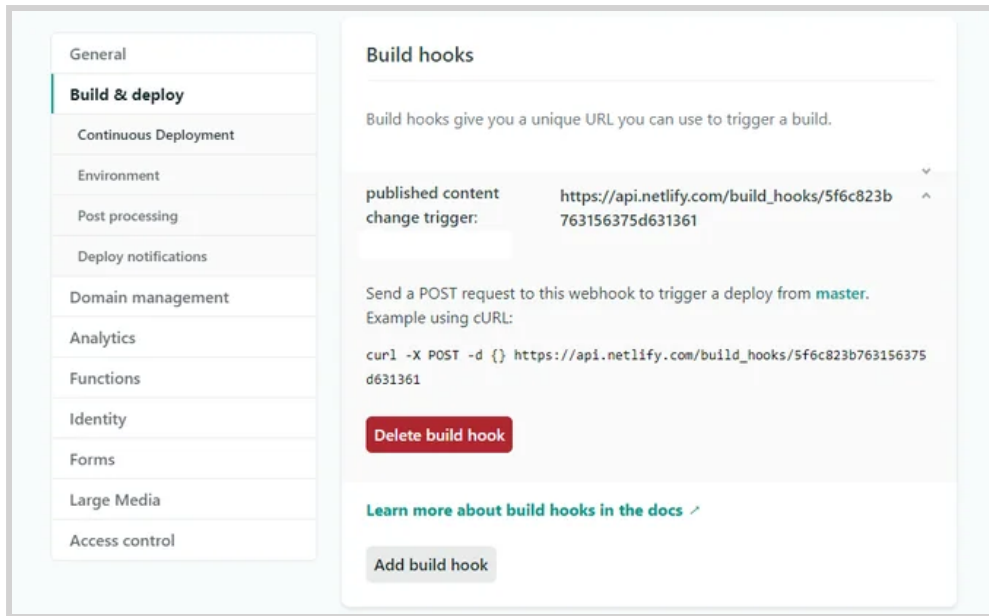 General
Build & deploy
Continuous Deployment
Environment
Post processing
Deploy notifications
Domain management
Analytics
Functions
Identity
Forms
Large Media
Access control
Build hooks
Build hooks give you a unique URL you can use to trigger a build.
published content
change trigger:
https://api.netlify.com/build_hooks/5f6c823b
763156375d631361
Send a POST request to this webhook to trigger a deploy from master.
Example using cURL:
curl -X POST -d {} https://api.netlify.com/build_hooks/5f6c823b763156375
d631361
Delete build hook
Learn more about build hooks in the docs ↗
Add build hook